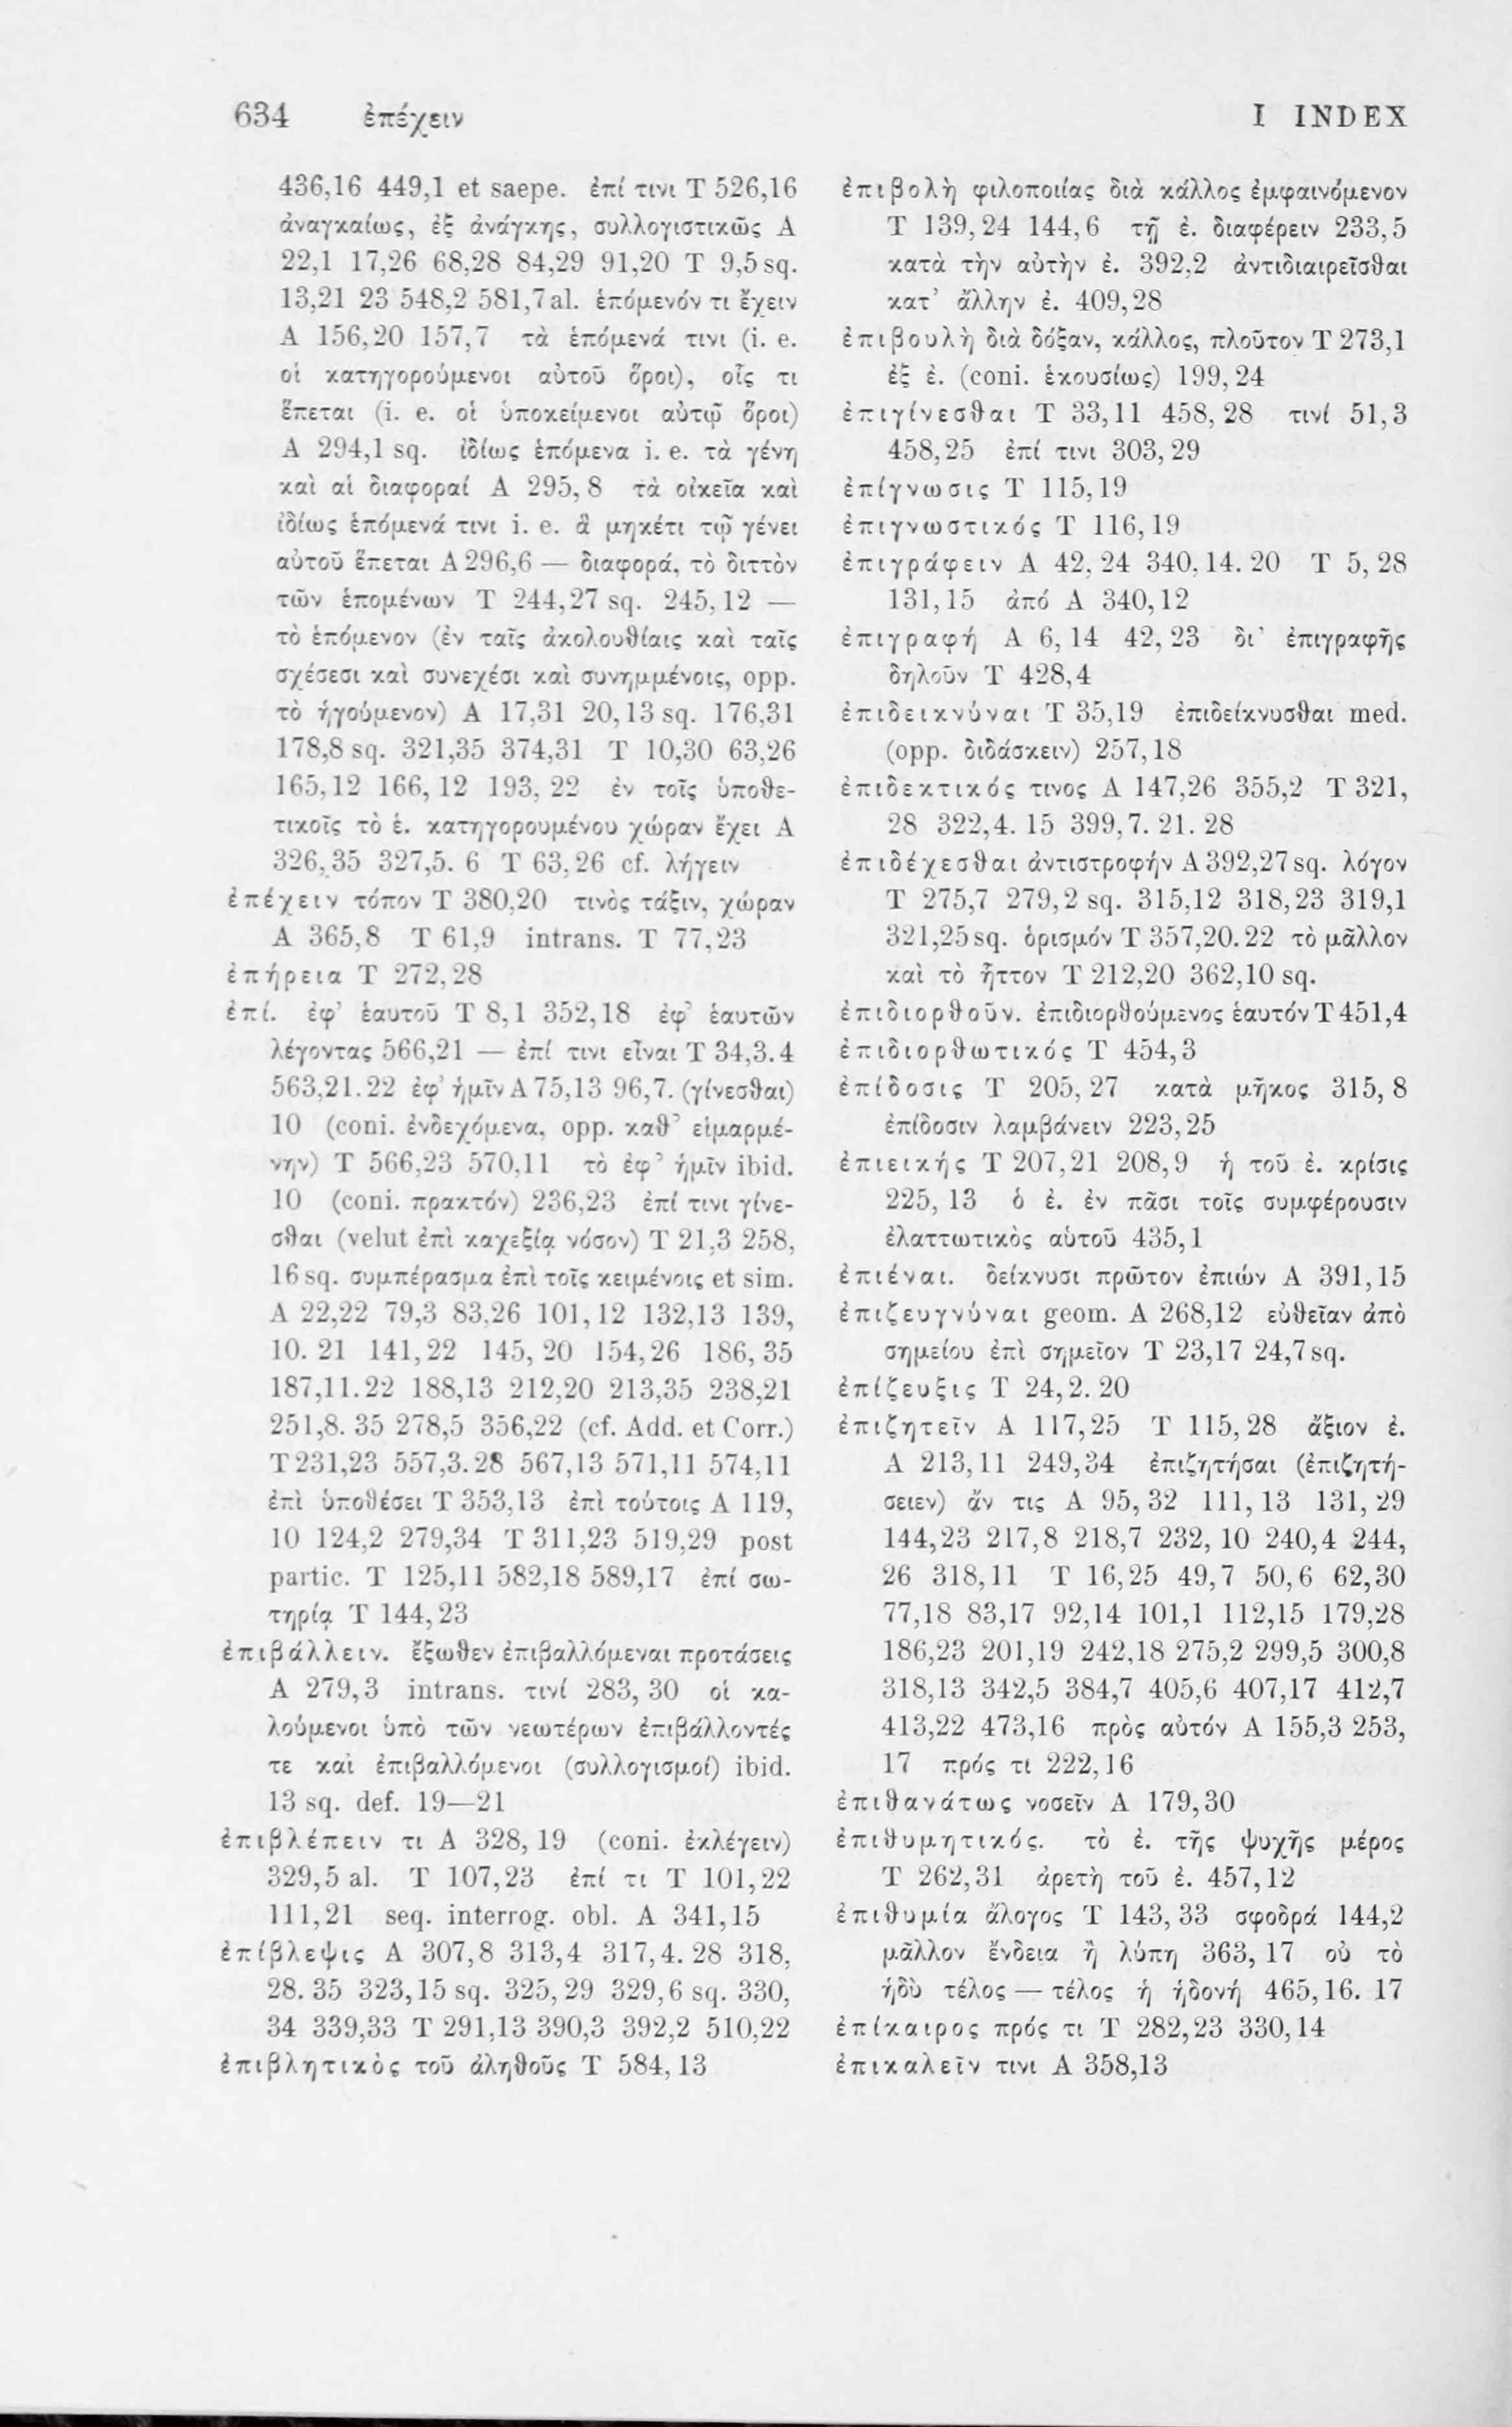 634 ἐπέχειν I INDEX
436,16 449,1 et saepe. ἐπί τινι T 526,16
ἀναγκαίως, ἐξ ἀνάγκης, συλλογιστικῶς A
22,1 17,26 68,28 84,29 91,20 T 9,5 sq.
13,21 23 548,2 581,7 al. ἑπόμενόν τι ἔχειν
A 156,20 157,7 τὰ ἑπόμενά τινι (i. e.
οἱ κατηγορούμενοι αὐτοῦ ὅροι), οἷς τι
ἕπεται (i. e. οἱ ὑποκείμενοι αὐτῷ ὅροι)
A 294,1 sq. ἰδίως ἑπόμενα i. e. τὰ γένη
καὶ αἱ διαφοραί A 295,8 τὰ οἰκεῖα καὶ
ἰδίως ἑπόμενά τινι i. e. ἃ μηκέτι τῷ γένει
αὐτοῦ ἕπεται A 296,6 — διαφορά, τὸ διττὸν
τῶν ἑπομένων T 244,27 sq. 245,12 —
τὸ ἑπόμενον (ἐν ταῖς ἀκολουθίαις καὶ ταῖς
σχέσεσι καὶ συνεχέσι καὶ συνημμένοις, opp.
τὸ ἡγούμενον) A 17,31 20,13 sq. 176,31
178,8 sq. 321,35 374,31 T 10,30 63,26
165,12 166,12 193,22 ἐν τοῖς ὑποθε-
τικοῖς τὸ ἑ. κατηγορουμένου χώραν ἔχει A
326,35 327,5. 6 T 63,26 cf. λήγειν
ἐπέχειν τόπον T 380,20 τινὸς τάξιν, χώραν
A 365,8 T 61,9 intrans. T 77,23
ἐπήρεια T 272,28
ἐπί. ἐφ’ ἑαυτοῦ T 8,1 352,18 ἐφ’ ἑαυτῶν
λέγοντας 566,21 — ἐπί τινι εἶναι T 34,3. 4
563,21. 22 ἐφ’ ἡμῖν A 75,13 96,7. (γίνεσθαι)
10 (coni. ἐνδεχόμενα, opp. καθ’ εἱμαρμέ-
νην) T 566,23 570,11 τὸ ἐφ’ ἡμῖν ibid.
10 (coni. πρακτόν) 236,23 ἐπί τινι γίνε-
σθαι (velut ἐπὶ καχεξίᾳ νόσον) T 21,3 258,
16 sq. συμπέρασμα ἐπὶ τοῖς κειμένοις et sim.
A 22,22 79,3 83,26 101,12 132,13 139,
10. 21 141,22 145,20 154,26 186,35
187,11. 22 188,13 212,20 213,35 238,21
251,8. 35 278,5 356,22 (cf. Add. et Corr.)
T 231,23 557,3. 28 567,13 571,11 574,11
ἐπὶ ὑποθέσει T 353,13 ἐπὶ τούτοις A 119,
10 124,2 279,34 T 311,23 519,29 post
partic. T 125,11 582,18 589,17 ἐπί σω-
τηρίᾳ T 144,23
ἐπιβάλλειν. ἔξωθεν ἐπιβαλλόμεναι προτάσεις
A 279,3 intrans. τινί 283,30 οἱ κα-
λούμενοι ὑπὸ τῶν νεωτέρων ἐπιβάλλοντές
τε καὶ ἐπιβαλλόμενοι (συλλογισμοί) ibid.
13 sq. def. 19—21
ἐπιβλέπειν τι A 328,19 (coni. ἐκλέγειν)
329,5 al. T 107,23 ἐπί τι T 101,22
111,21 seq. interrog. obl. A 341,15
ἐπίβλεψις A 307,8 313,4 317,4. 28 318,
28. 35 323,15 sq. 325,29 329,6 sq. 330,
34 339,33 T 291,13 390,3 392,2 510,22
ἐπιβλητικὸς τοῦ ἀληθοῦς T 584,13
ἐπιβολὴ φιλοποιίας διὰ κάλλος ἐμφαινόμενον
T 139,24 144,6 τῇ ἐ. διαφέρειν 233,5
κατὰ τὴν αὐτὴν ἐ. 392,2 ἀντιδιαιρεῖσθαι
κατ’ ἄλλην ἐ. 409,28
ἐπιβουλὴ διὰ δόξαν, κάλλος, πλοῦτον T 273,1
ἐξ ἐ. (coni. ἑκουσίως) 199,24
ἐπιγίνεσθαι T 33,11 458,28 τινί 51,3
458,25 ἐπί τινι 303,29
ἐπίγνωσις T 115,19
ἐπιγνωστικός T 116,19
ἐπιγράφειν A 42,24 340,14. 20 T 5,28
131,15 ἀπό A 340,12
ἐπιγραφή A 6,14 42,23 δι’ ἐπιγραφῆς
δηλοῦν T 428,4
ἐπιδεικνύναι T 35,19 ἐπιδείκνυσθαι med.
(opp. διδάσκειν) 257,18
ἐπιδεκτικός τινος A 147,26 355,2 T 321,
28 322,4. 15 399,7. 21. 28
ἐπιδέχεσθαι ἀντιστροφήν A 392,27 sq. λόγον
T 275,7 279,2 sq. 315,12 318,23 319,1
321,25 sq. ὁρισμόν T 357,20. 22 τὸ μᾶλλον
καὶ τὸ ἧττον T 212,20 362,10 sq.
ἐπιδιορθοῦν. ἐπιδιορθούμενος ἑαυτόν T 451,4
ἐπιδιορθωτικός T 454,3
ἐπίδοσις T 205,27 κατὰ μῆκος 315,8
ἐπίδοσιν λαμβάνειν 223,25
ἐπιεικής T 207,21 208,9 ἡ τοῦ ἐ. κρίσις
225,13 ὁ ἐ. ἐν πᾶσι τοῖς συμφέρουσιν
ἐλαττωτικὸς αὑτοῦ 435,1
ἐπιέναι. δείκνυσι πρῶτον ἐπιών A 391,15
ἐπιζευγνύναι geom. A 268,12 εὐθεῖαν ἀπὸ
σημείου ἐπὶ σημεῖον T 23,17 24,7 sq.
ἐπίζευξις T 24,2. 20
ἐπιζητεῖν A 117,25 T 115,28 ἄξιον ἐ.
A 213,11 249,34 ἐπιζητήσαι (ἐπιζητή-
σειεν) ἄν τις A 95,32 111,13 131,29
144,23 217,8 218,7 232,10 240,4 244,
26 318,11 T 16,25 49,7 50,6 62,30
77,18 83,17 92,14 101,1 112,15 179,28
186,23 201,19 242,18 275,2 299,5 300,8
318,13 342,5 384,7 405,6 407,17 412,7
413,22 473,16 πρὸς αὐτόν A 155,3 253,
17 πρός τι 222,16
ἐπιθανάτως νοσεῖν A 179,30
ἐπιθυμητικός. τὸ ἐ. τῆς ψυχῆς μέρος
T 262,31 ἀρετὴ τοῦ ἐ. 457,12
ἐπιθυμία ἄλογος T 143,33 σφοδρά 144,2
μᾶλλον ἔνδεια ἢ λύπη 363,17 οὐ τὸ
ἡδὺ τέλος — τέλος ἡ ἡδονή 465,16. 17
ἐπίκαιρος πρός τι T 282,23 330,14
ἐπικαλεῖν τινι A 358,13